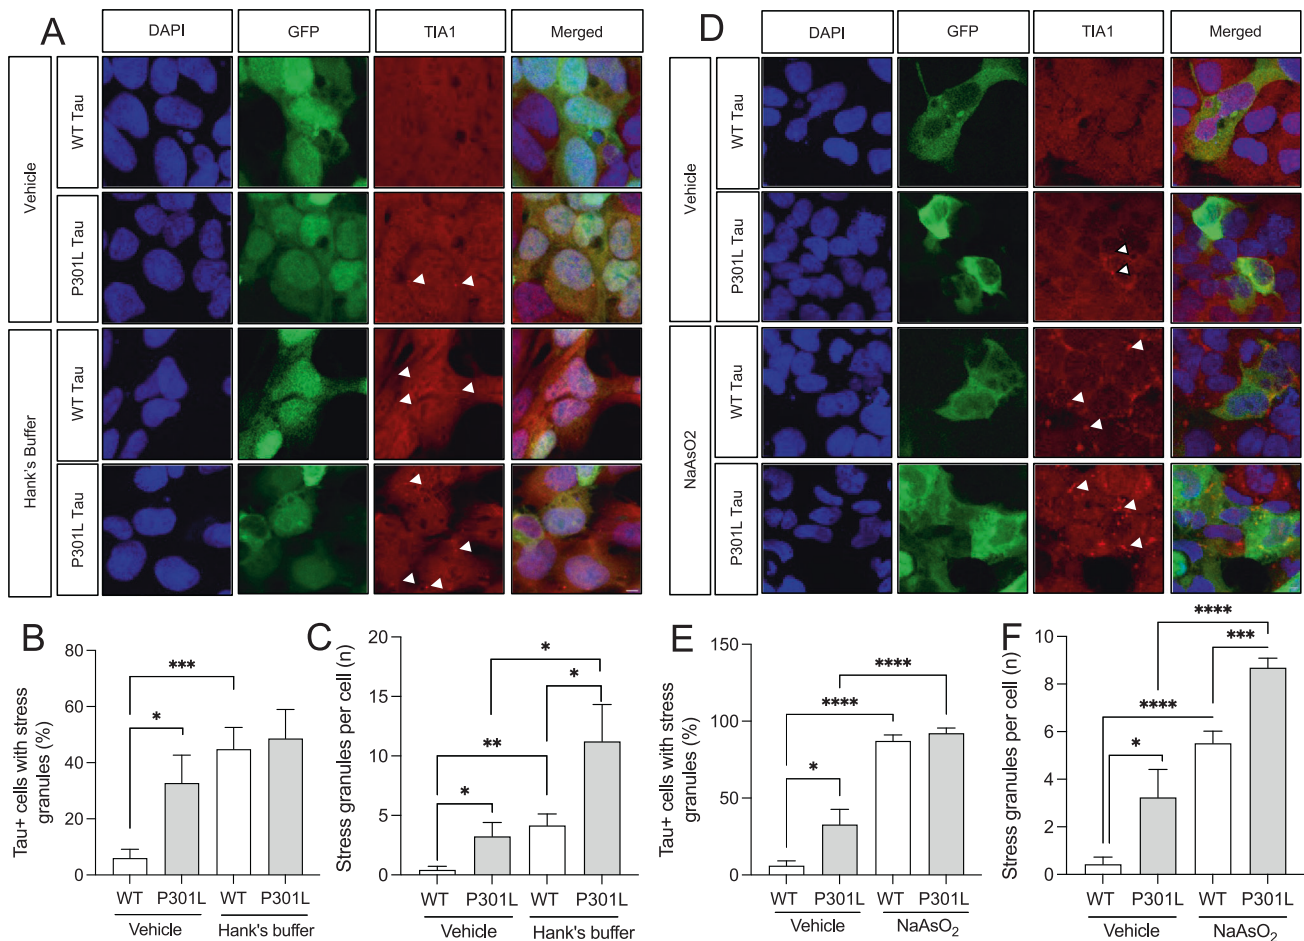 A
DAPI
GFP
TIA1
Merged
Vehicle
WT Tau
P301L Tau
Hank's Buffer
WT Tau
P301L Tau
D
DAPI
GFP
TIA1
Merged
Vehicle
WT Tau
P301L Tau
NaAsO2
WT Tau
P301L Tau
B
Tau+ cells with stress
granules (%)
80
60
40
20
0
***
*
WT
P301L
WT
P301L
Vehicle
Hank's buffer
C
Stress granules per cell (n)
20
15
10
5
0
*
*
**
*
WT
P301L
WT
P301L
Vehicle
Hank's buffer
E
Tau+ cells with stress
granules (%)
150
100
50
0
****
****
*
WT
P301L
WT
P301L
Vehicle
NaAsO₂
F
Stress granules per cell (n)
10
8
6
4
2
0
****
***
****
*
WT
P301L
WT
P301L
Vehicle
NaAsO₂